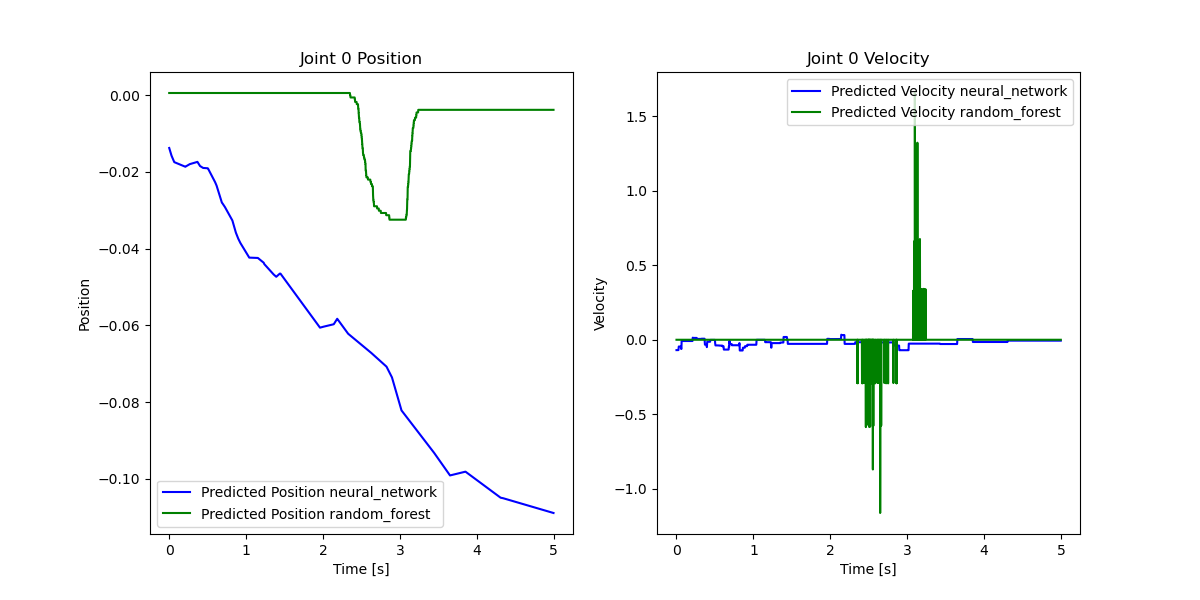 Joint 0 Position
0.00
−0.02
−0.04
−0.06
−0.08
−0.10
Position
0 1 2 3 4 5
Time [s]
Predicted Position neural_network
Predicted Position random_forest
Joint 0 Velocity
1.5
1.0
0.5
0.0
−0.5
−1.0
Velocity
0 1 2 3 4 5
Time [s]
Predicted Velocity neural_network
Predicted Velocity random_forest